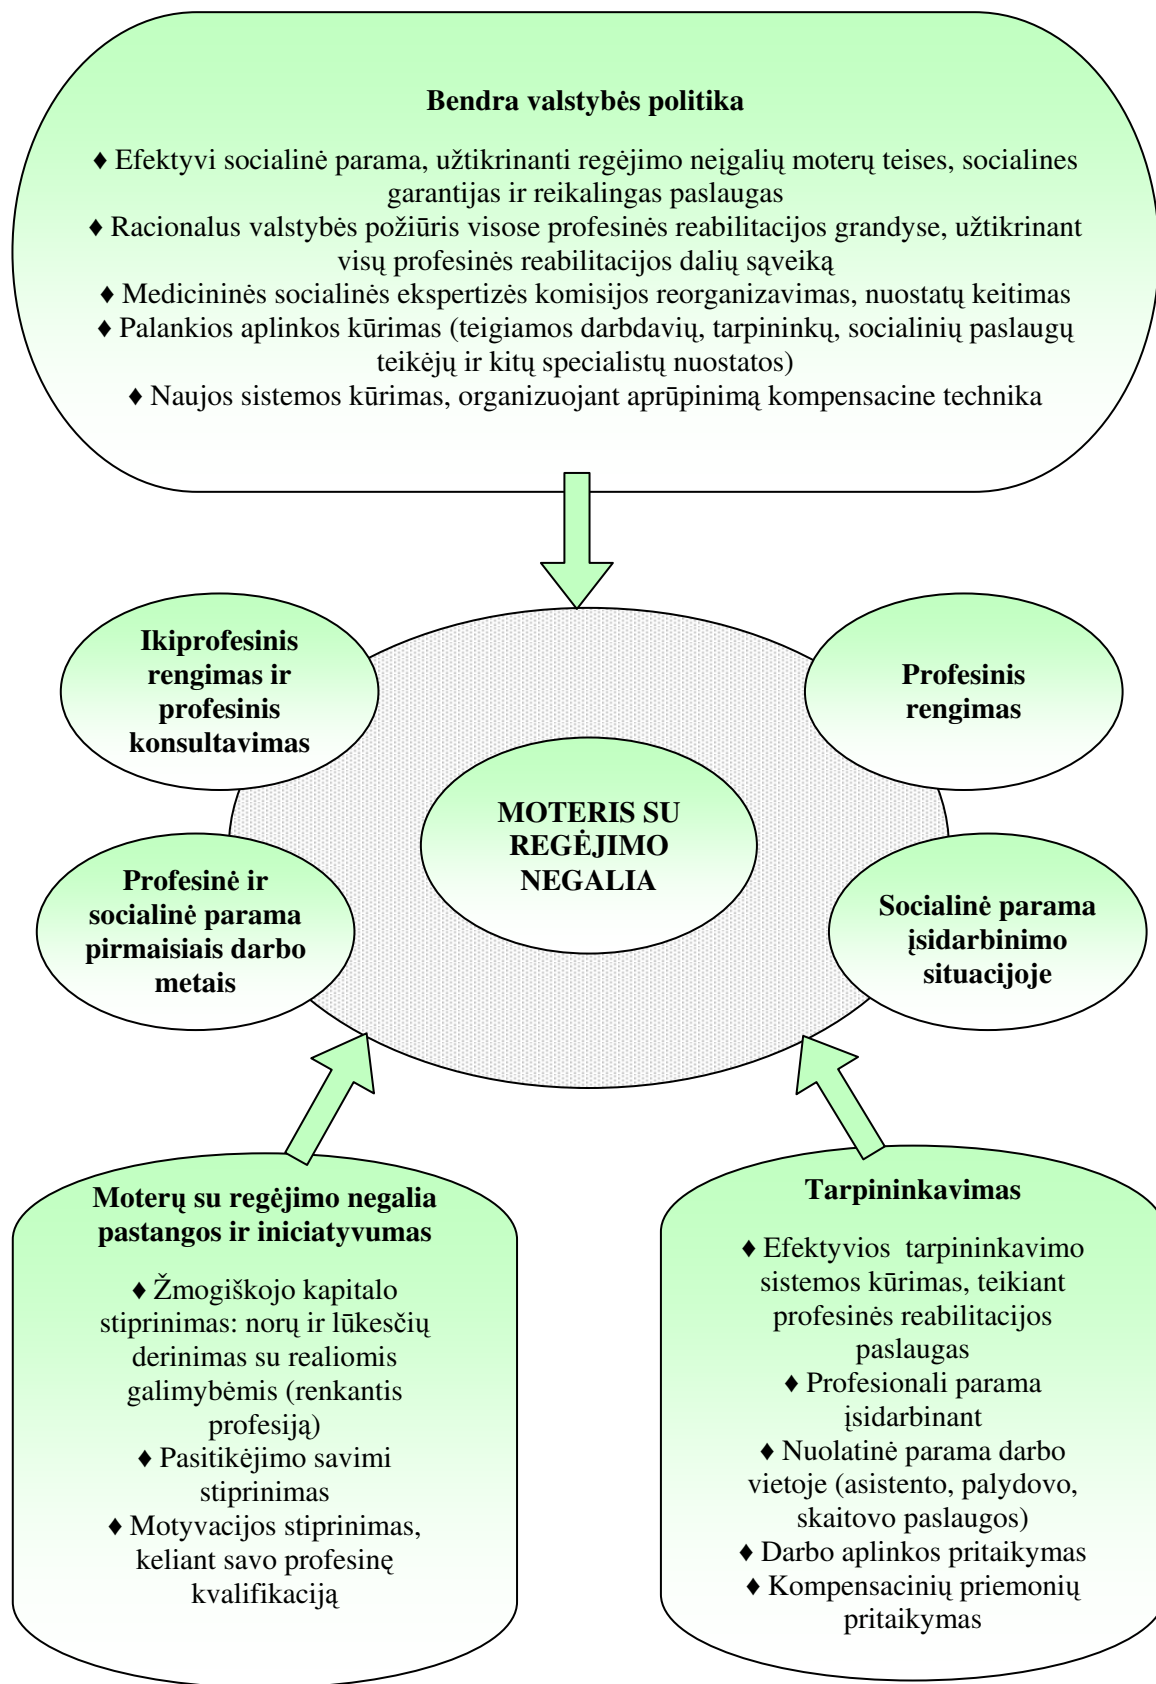 Bendra valstybės politika
♦ Efektyvi socialinė parama, užtikrinanti regėjimo neįgalių moterų teises, socialines
garantijas ir reikalingas paslaugas
♦ Racionalus valstybės požiūris visose profesinės reabilitacijos grandyse, užtikrinant
visų profesinės reabilitacijos dalių sąveiką
♦ Medicininės socialinės ekspertizės komisijos reorganizavimas, nuostatų keitimas
♦ Palankios aplinkos kūrimas (teigiamos darbdavių, tarpininkų, socialinių paslaugų
teikėjų ir kitų specialistų nuostatos)
♦ Naujos sistemos kūrimas, organizuojant aprūpinimą kompensacine technika
Ikiprofesinis
rengimas ir
profesinis
konsultavimas
Profesinis
rengimas
MOTERIS SU
REGĖJIMO
NEGALIA
Profesinė ir
socialinė parama
pirmaisiais darbo
metais
Socialinė parama
įsidarbinimo
situacijoje
Moterų su regėjimo negalia
pastangos ir iniciatyvumas
♦ Žmogiškojo kapitalo
stiprinimas: norų ir lūkesčių
derinimas su realiomis
galimybėmis (renkantis
profesiją)
♦ Pasitikėjimo savimi
stiprinimas
♦ Motyvacijos stiprinimas,
keliant savo profesinę
kvalifikaciją
Tarpininkavimas
♦ Efektyvios tarpininkavimo
sistemos kūrimas, teikiant
profesinės reabilitacijos
paslaugas
♦ Profesionali parama
įsidarbinant
♦ Nuolatinė parama darbo
vietoje (asistento, palydovo,
skaitovo paslaugos)
♦ Darbo aplinkos pritaikymas
♦ Kompensacinių priemonių
pritaikymas